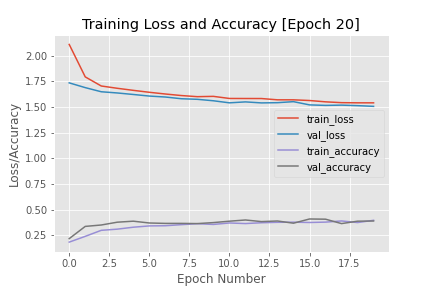 Training Loss and Accuracy [Epoch 20]
2.00
1.75
1.50
1.25
1.00
0.75
0.50
0.25
Loss/Accuracy
train_loss
val_loss
train_accuracy
val_accuracy
0.0 2.5 5.0 7.5 10.0 12.5 15.0 17.5
Epoch Number